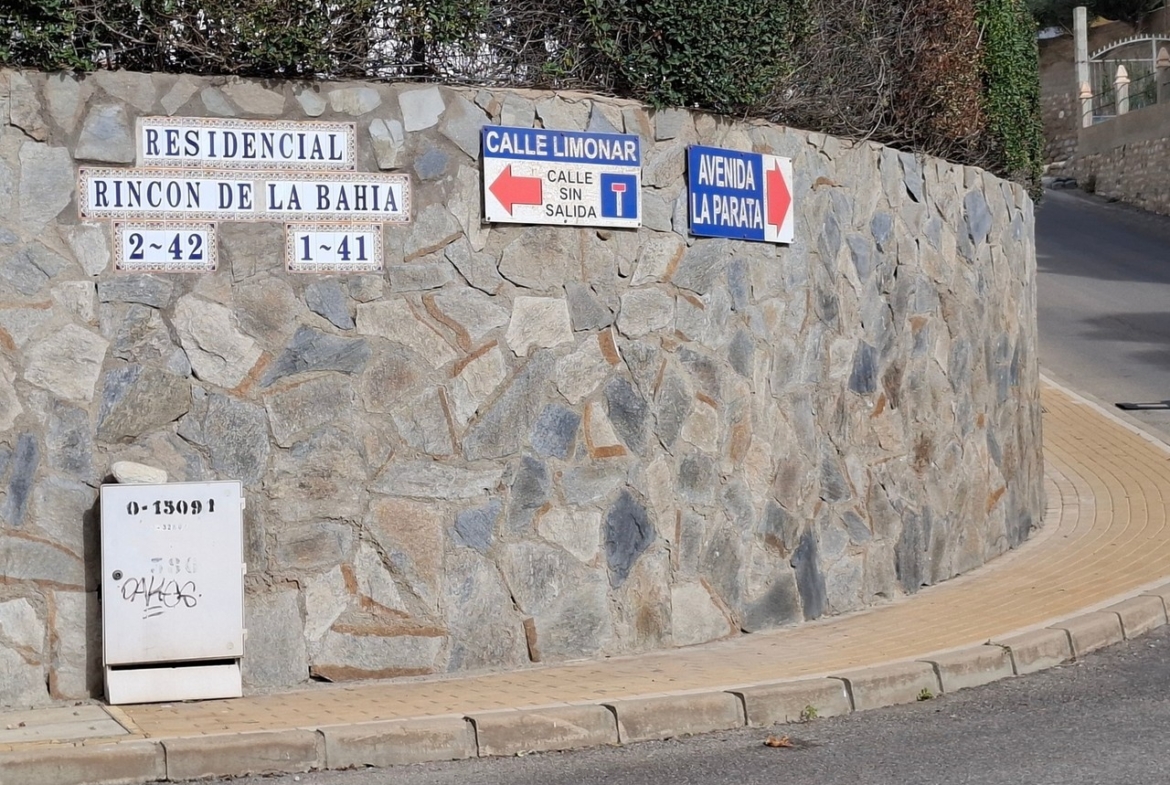 RESIDENCIAL
RINCON DE LA BAHIA
2~42 1~41
CALLE LIMONAR
CALLE
SIN
SALIDA
AVENIDA
LA PARATA
0-15091
DAKOS